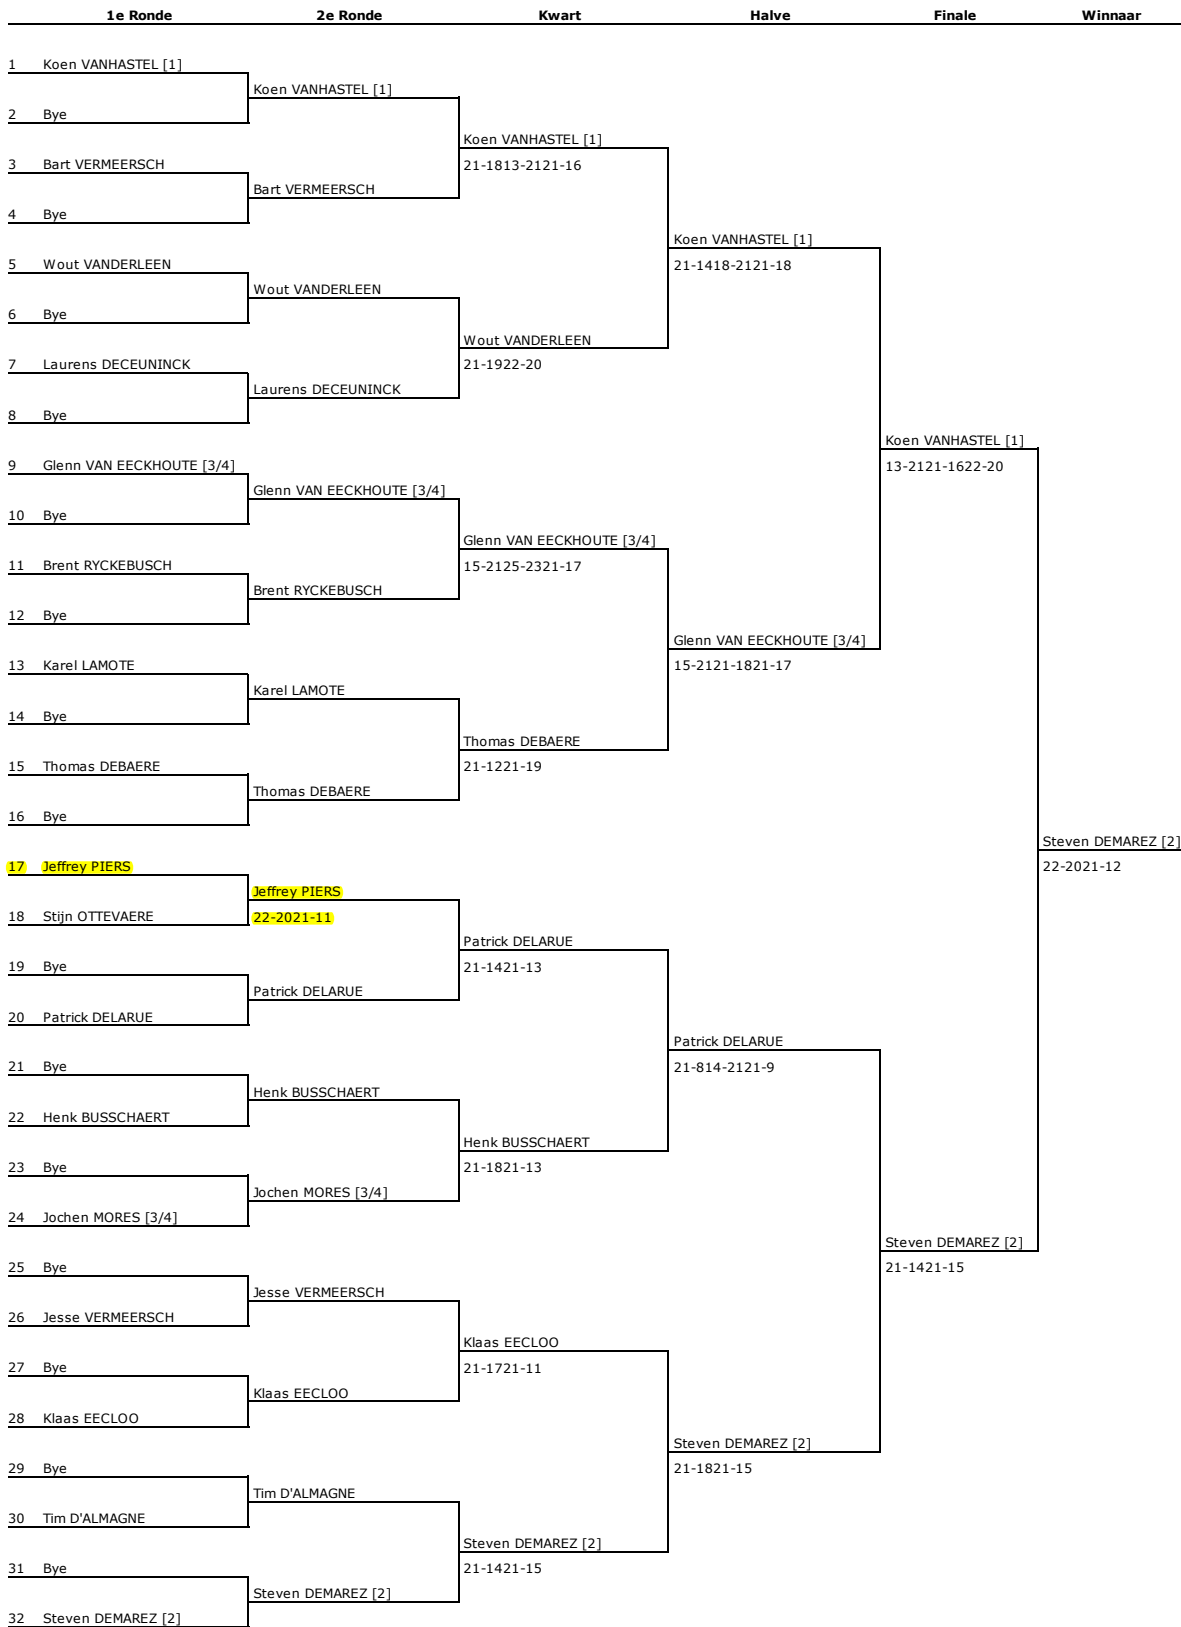 1e Ronde 2e Ronde Kwart Halve Finale Winnaar
1 Koen VANHASTEL [1]
Koen VANHASTEL [1]
2 Bye
Koen VANHASTEL [1]
3 Bart VERMEERSCH
21-1813-2121-16
Bart VERMEERSCH
4 Bye
Koen VANHASTEL [1]
5 Wout VANDERLEEN
21-1418-2121-18
Wout VANDERLEEN
6 Bye
Wout VANDERLEEN
7 Laurens DECEUNINCK
21-1922-20
Laurens DECEUNINCK
8 Bye
Koen VANHASTEL [1]
9 Glenn VAN EECKHOUTE [3/4]
13-2121-1622-20
Glenn VAN EECKHOUTE [3/4]
10 Bye
Glenn VAN EECKHOUTE [3/4]
11 Brent RYCKEBUSCH
15-2125-2321-17
Brent RYCKEBUSCH
12 Bye
Glenn VAN EECKHOUTE [3/4]
13 Karel LAMOTE
15-2121-1821-17
Karel LAMOTE
14 Bye
Thomas DEBAERE
15 Thomas DEBAERE
21-1221-19
Thomas DEBAERE
16 Bye
Steven DEMAREZ [2]
17 Jeffrey PIERS
22-2021-12
Jeffrey PIERS
18 Stijn OTTEVAERE
22-2021-11
Patrick DELARUE
19 Bye
21-1421-13
Patrick DELARUE
20 Patrick DELARUE
Patrick DELARUE
21 Bye
21-814-2121-9
Henk BUSSCHAERT
22 Henk BUSSCHAERT
Henk BUSSCHAERT
23 Bye
21-1821-13
Jochen MORES [3/4]
24 Jochen MORES [3/4]
Steven DEMAREZ [2]
25 Bye
21-1421-15
Jesse VERMEERSCH
26 Jesse VERMEERSCH
Klaas EECLOO
27 Bye
21-1721-11
Klaas EECLOO
28 Klaas EECLOO
Steven DEMAREZ [2]
29 Bye
21-1821-15
Tim D'ALMAGNE
30 Tim D'ALMAGNE
Steven DEMAREZ [2]
31 Bye
21-1421-15
Steven DEMAREZ [2]
32 Steven DEMAREZ [2]